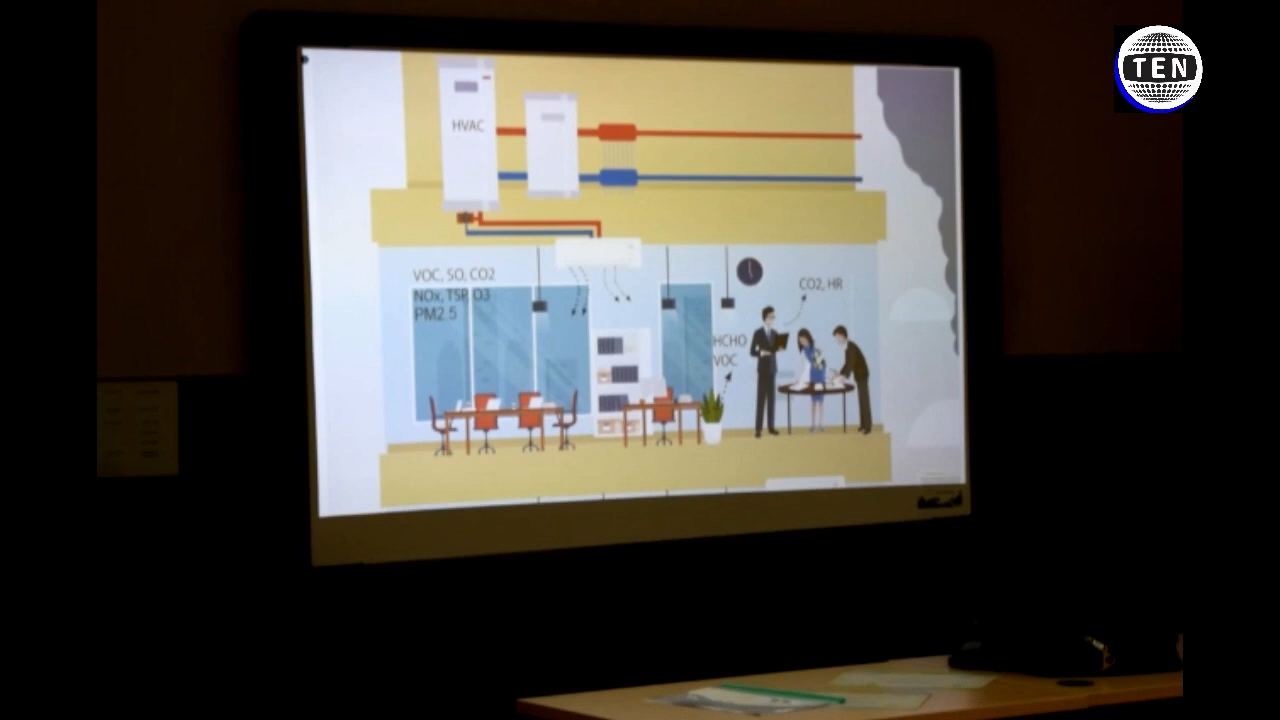 TEN
HVAC
VOC, SO, CO2
NOx, TSP, O3
PM2.5
CO2, HR
HCHO
VOC